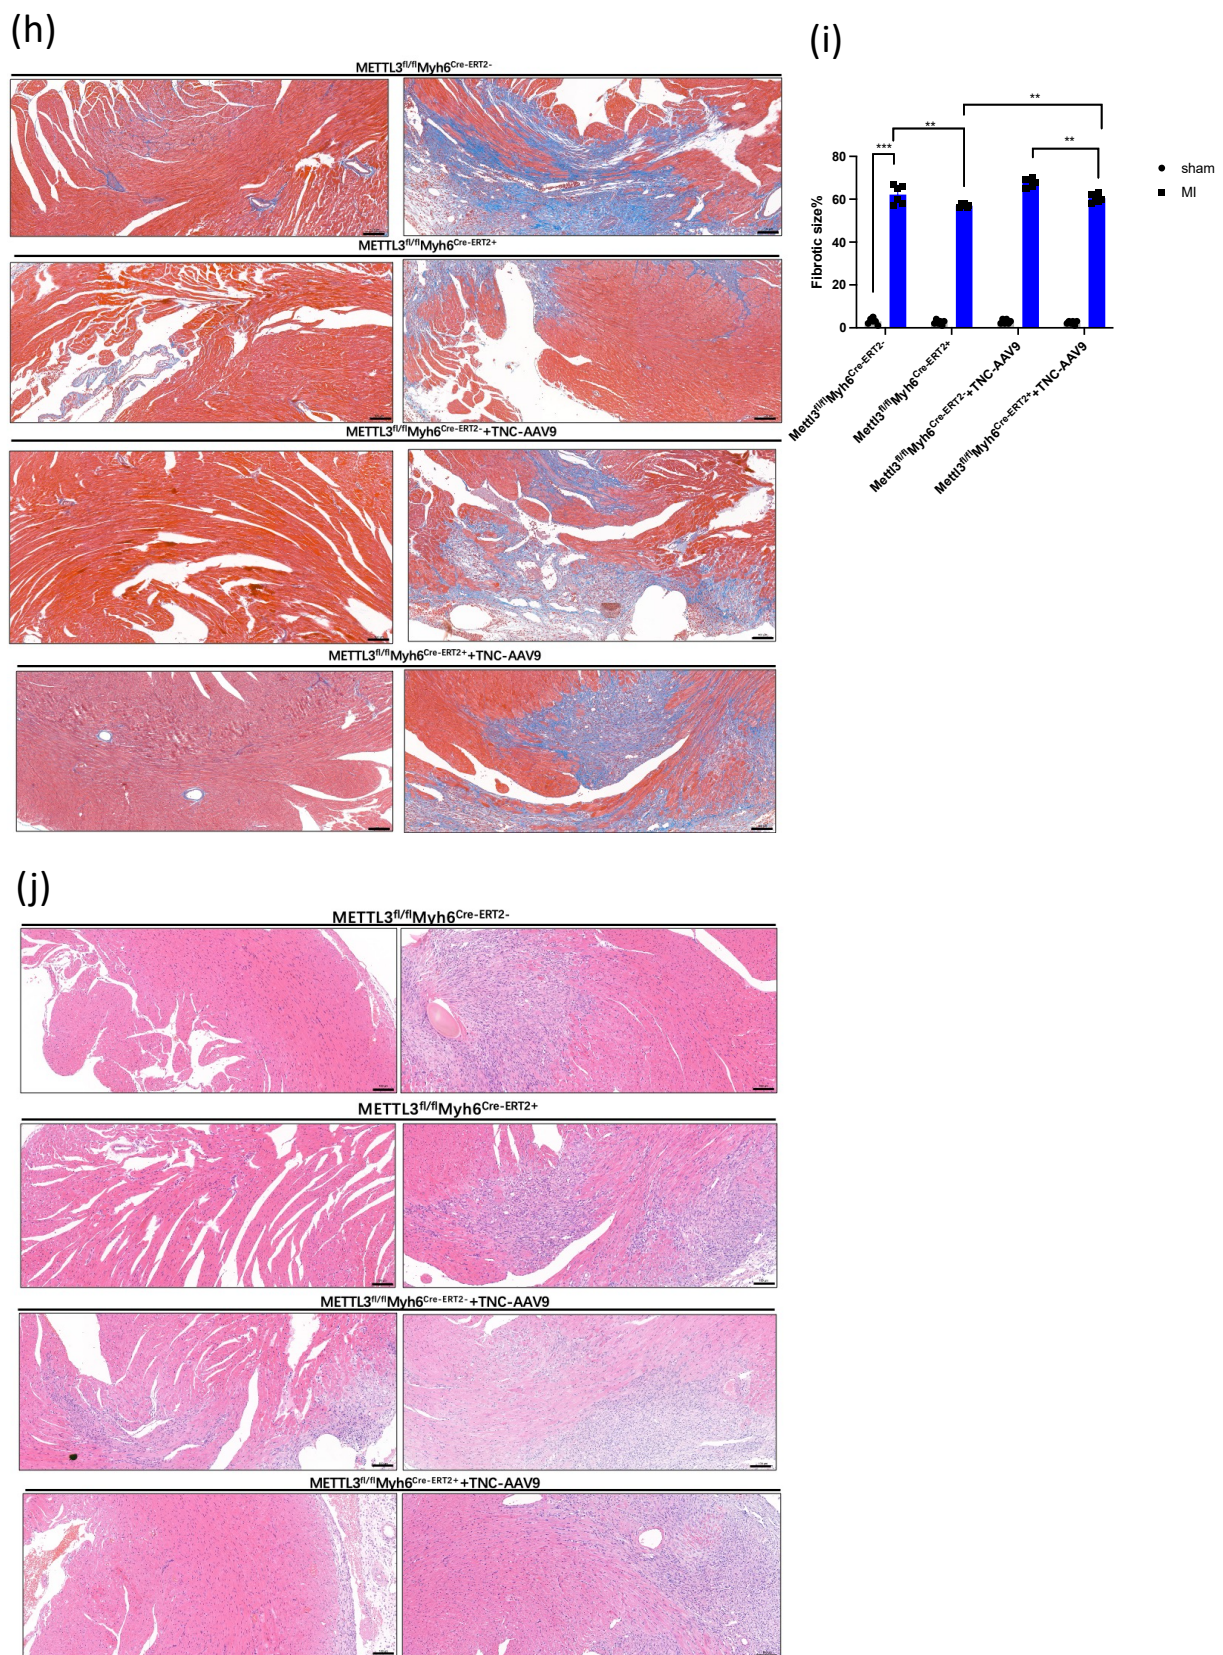 (h)
METTL3fl/flMyh6Cre-ERT2-
METTL3fl/flMyh6Cre-ERT2+
METTL3fl/flMyh6Cre-ERT2-+TNC-AAV9
METTL3fl/flMyh6Cre-ERT2++TNC-AAV9
(i)
**
**
***
**
80
60
40
20
0
Fibrotic size%
sham
MI
Mettl3fl/flMyh6Cre-ERT2-
Mettl3fl/flMyh6Cre-ERT2+
Mettl3fl/flMyh6Cre-ERT2-+TNC-AAV9
Mettl3fl/flMyh6Cre-ERT2++TNC-AAV9
(j)
METTL3fl/flMyh6Cre-ERT2-
METTL3fl/flMyh6Cre-ERT2+
METTL3fl/flMyh6Cre-ERT2-+TNC-AAV9
METTL3fl/flMyh6Cre-ERT2++TNC-AAV9